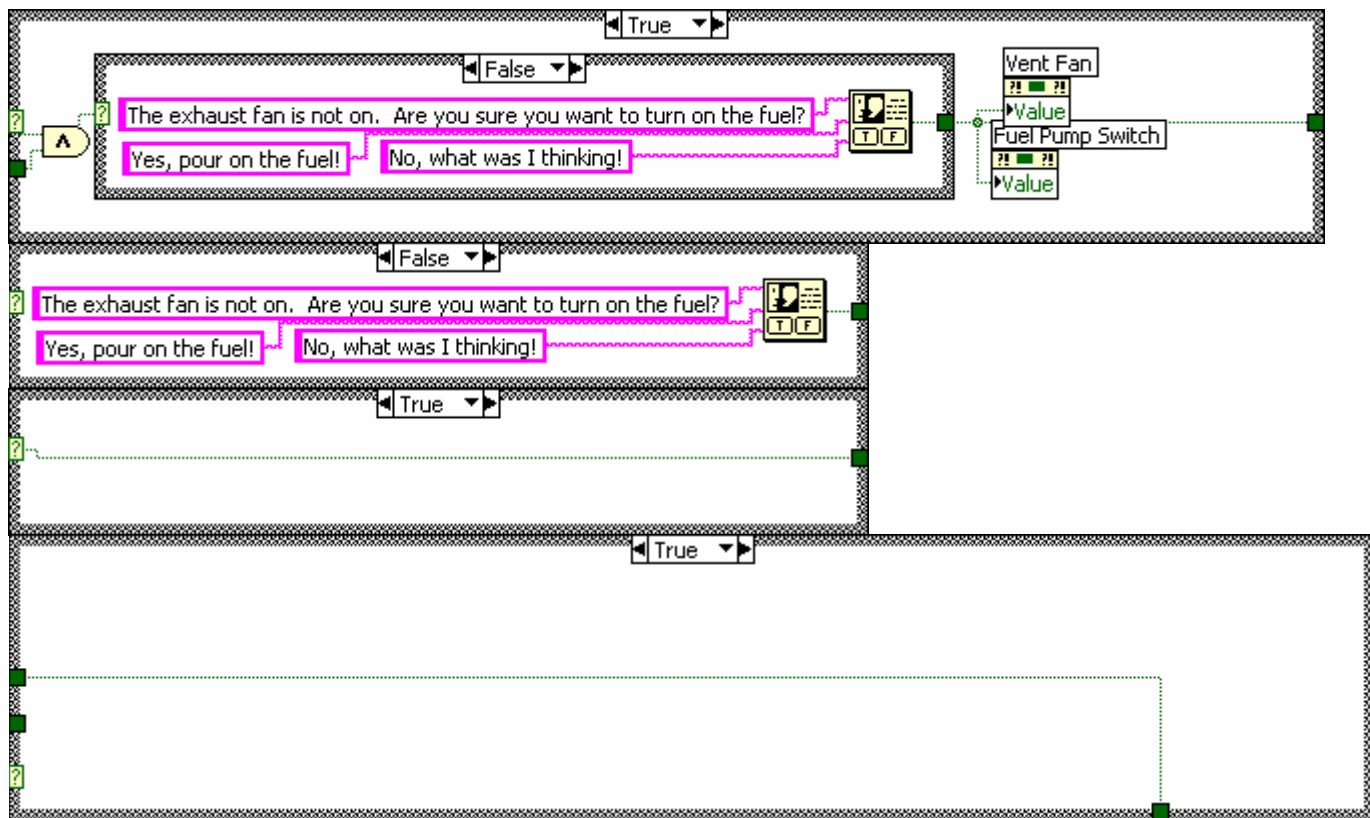 True
False
Vent Fan
The exhaust fan is not on.  Are you sure you want to turn on the fuel?
?! ?!
Value
? ?
Λ
Fuel Pump Switch
Yes, pour on the fuel!
No, what was I thinking!
T F
?! ?!
Value
False
?
The exhaust fan is not on.  Are you sure you want to turn on the fuel?
Yes, pour on the fuel!
No, what was I thinking!
T F
True
?
True
?